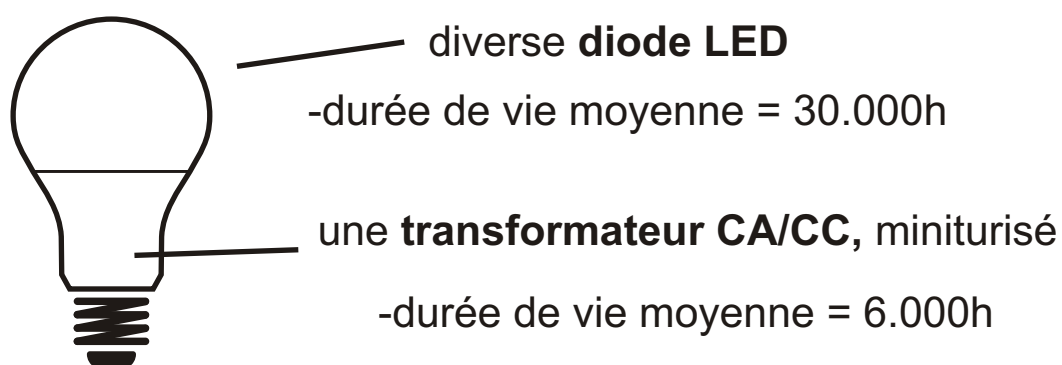 diverse diode LED
-durée de vie moyenne = 30.000h
une transformateur CA/CC, miniturisé
-durée de vie moyenne = 6.000h